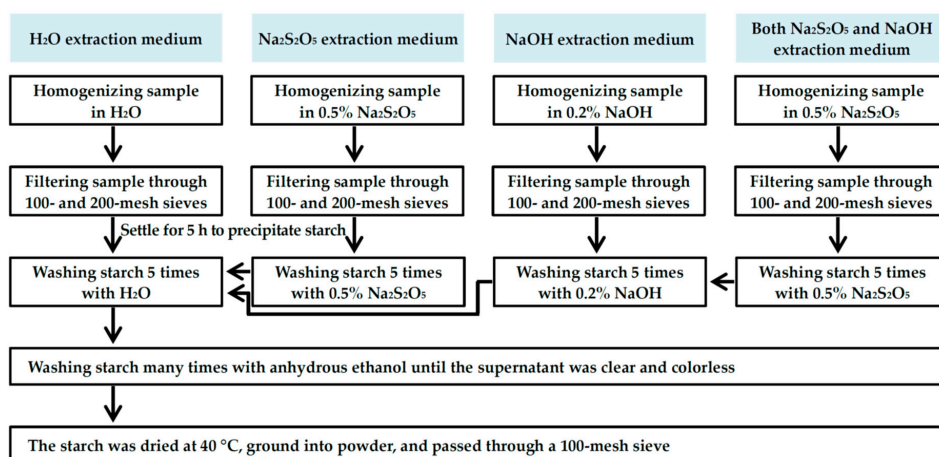 H2O extraction medium
Na2S2O5 extraction medium
NaOH extraction medium
Both Na2S2O5 and NaOH
extraction medium
Homogenizing sample
in H2O
Homogenizing sample
in 0.5% Na2S2O5
Homogenizing sample
in 0.2% NaOH
Homogenizing sample
in 0.5% Na2S2O5
Filtering sample through
100- and 200-mesh sieves
Filtering sample through
100- and 200-mesh sieves
Filtering sample through
100- and 200-mesh sieves
Filtering sample through
100- and 200-mesh sieves
Settle for 5 h to precipitate starch
Washing starch 5 times
with H2O
Washing starch 5 times
with 0.5% Na2S2O5
Washing starch 5 times
with 0.2% NaOH
Washing starch 5 times
with 0.5% Na2S2O5
Washing starch many times with anhydrous ethanol until the supernatant was clear and colorless
The starch was dried at 40 °C, ground into powder, and passed through a 100-mesh sieve